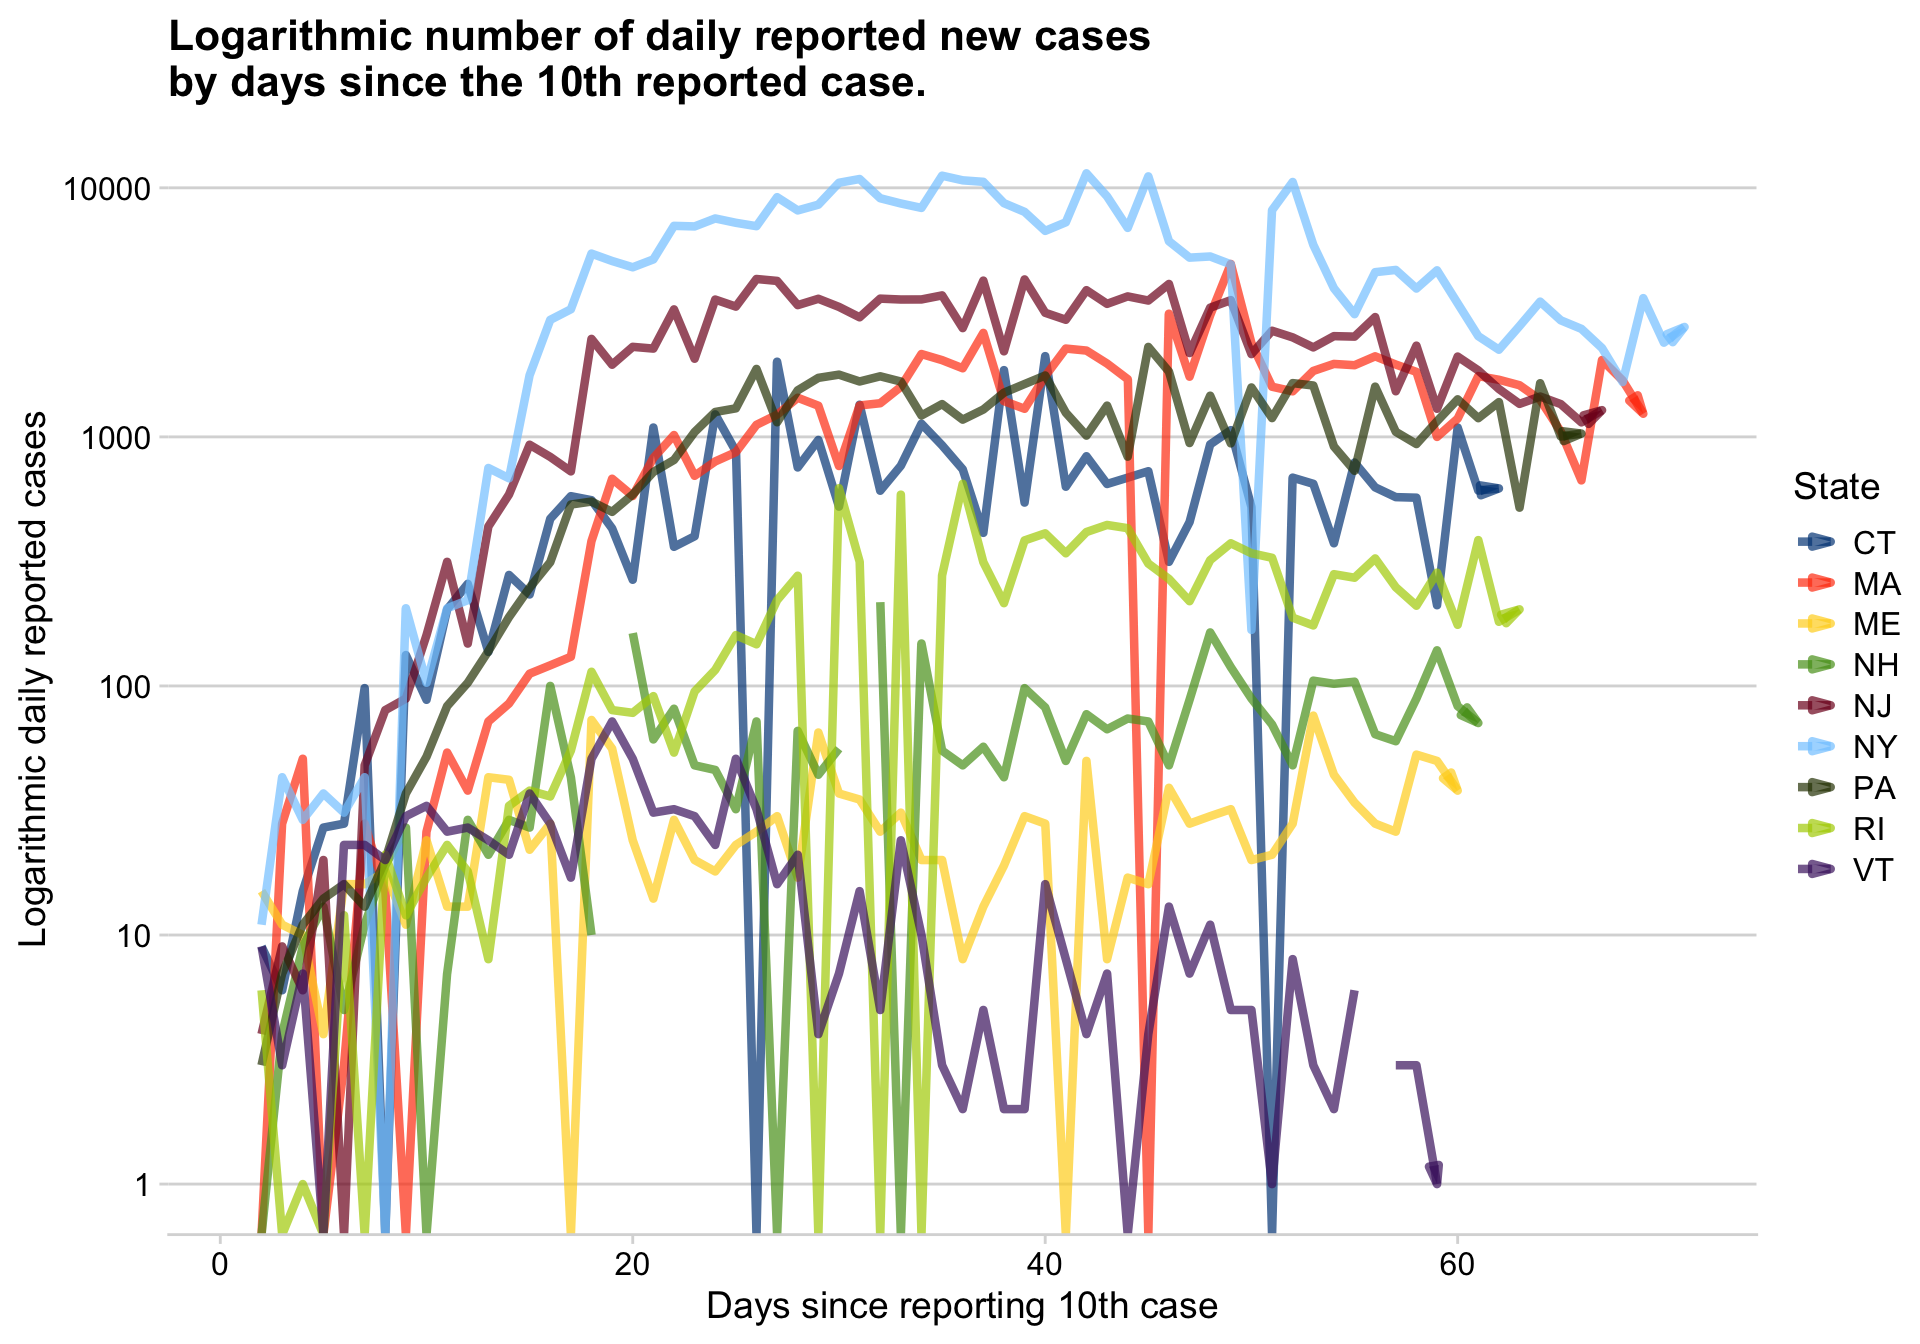 Logarithmic number of daily reported new cases
by days since the 10th reported case.
Logarithmic daily reported cases
10000
1000
100
10
1
0
20
40
60
Days since reporting 10th case
State
CT
MA
ME
NH
NJ
NY
PA
RI
VT